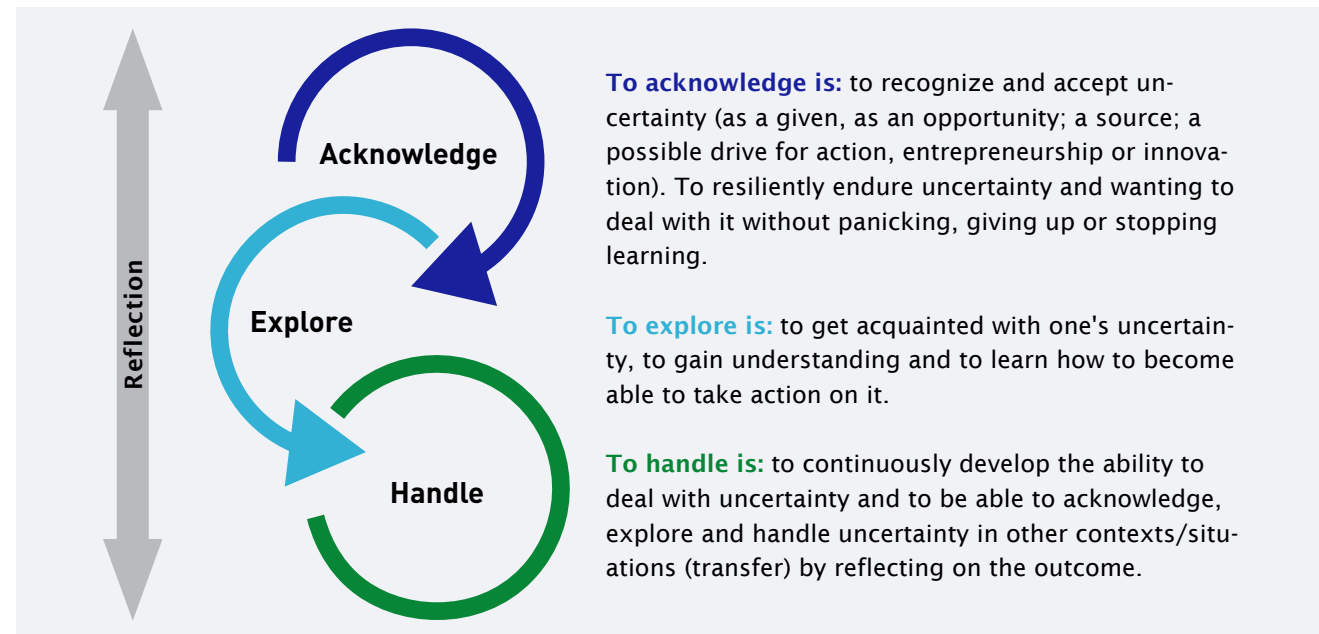 Reflection
Acknowledge
Explore
Handle
To acknowledge is: to recognize and accept un-
certainty (as a given, as an opportunity; a source; a
possible drive for action, entrepreneurship or innova-
tion). To resiliently endure uncertainty and wanting to
deal with it without panicking, giving up or stopping
learning.
To explore is: to get acquainted with one's uncertain-
ty, to gain understanding and to learn how to become
able to take action on it.
To handle is: to continuously develop the ability to
deal with uncertainty and to be able to acknowledge,
explore and handle uncertainty in other contexts/situ-
ations (transfer) by reflecting on the outcome.